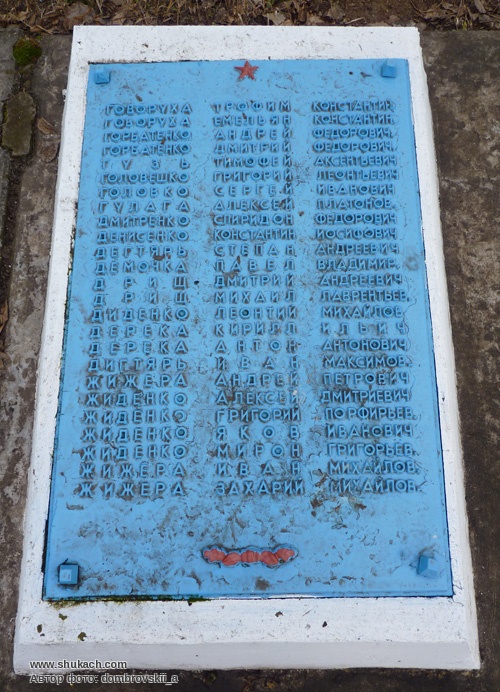 ГОВОРУХА ТРОФИМ КОНСТАНТИН.
ГОВОРУХА ЕМЕЛЬЯН КОНСТАНТИН.
ГОРБАТЕНКО АНДРЕЙ ФЕДОРОВИЧ.
ГОРБАТЕНКО ДМИТРИЙ ФЕДОРОВИЧ.
ГУЗЬ ТИМОФЕЙ АКСЕНТЬЕВИЧ
ГОЛОВЕШКО ГРИГОРИЙ ЛЕОНТЬЕВИЧ
ГОЛОВКО СЕРГЕЙ ИВАНОВИЧ
ГУЛАГА АЛЕКСЕЙ ПЛАТОНОВ.
ДМИТРЕНКО СПИРИДОН ФЕДОРОВИЧ
ДЕНИСЕНКО КОНСТАНТИН ИОСИФОВИЧ
ДЕГТЯРЬ СТЕПАН АНДРЕЕВИЧ
ДЕМОЧКА ПАВЕЛ ВЛАДИМИР.
ДРИЩ ДМИТРИЙ АНДРЕЕВИЧ
ДРИЩ МИХАИЛ ЛАВРЕНТЬЕВ.
ДИДЕНКО ЛЕОНТИЙ МИХАЙЛОВ.
ДЕРЕКА КИРИЛЛ ИЛЬИЧ
ДЕРЕКА АНТОН АНТОНОВИЧ
ДИГТЯРЬ ИВАН МАКСИМОВ.
ЖИЖЕРА АНДРЕЙ ПЕТРОВИЧ
ЖИДЕНКО АЛЕКСЕЙ ДМИТРИЕВИЧ
ЖИДЕНКО ГРИГОРИЙ ПОРФИРЬЕВ.
ЖИДЕНКО ЯКОВ ИВАНОВИЧ
ЖИДЕНКО МИРОН ГРИГОРЬЕВ.
ЖИЖЕРА ИВАН МИХАЙЛОВ.
ЖИЖЕРА ЗАХАРИЙ МИХАЙЛОВ.
www.shukach.com
Автор фото: dombrovskii_a